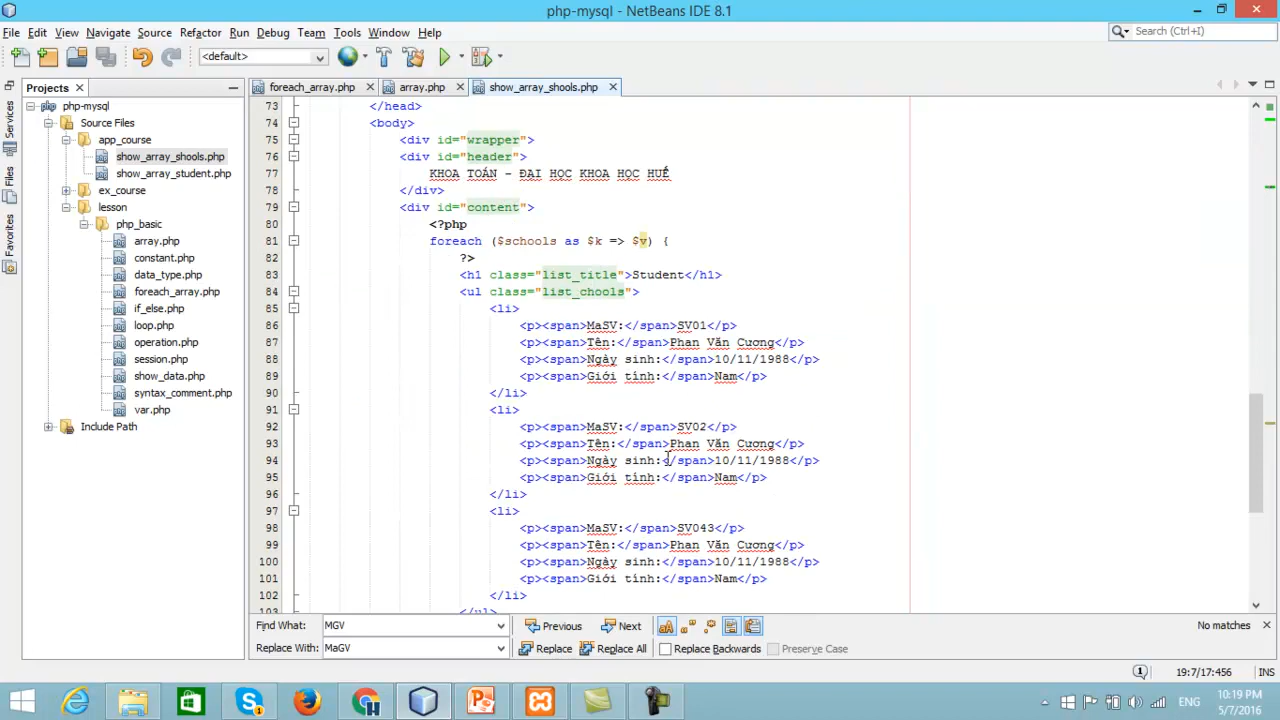 php-mysql - NetBeans IDE 8.1
File Edit View Navigate Source Refactor Run Debug Team Tools Window Help
Search (Ctrl+I)
<default>
Projects
foreach_array.php
array.php
show_array_shools.php
Services
Files
Favorites
php-mysql
Source Files
app_course
show_array_shools.php
show_array_student.php
ex_course
lesson
php_basic
array.php
constant.php
data_type.php
foreach_array.php
if_else.php
loop.php
operation.php
session.php
show_data.php
syntax_comment.php
var.php
Include Path
73 </head>
74 <body>
75 <div id="wrapper">
76 <div id="header">
77 KHOA TOÁN - ĐAI HỌC KHOA HỌC HUẾ
78 </div>
79 <div id="content">
80 <?php
81 foreach ($schools as $k => $v) {
82 ?>
83 <h1 class="list_title">Student</h1>
84 <ul class="list_chools">
85 <li>
86 <p><span>MaSV:</span>SV01</p>
87 <p><span>Tên:</span>Phan Văn Cương</p>
88 <p><span>Ngày sinh:</span>10/11/1988</p>
89 <p><span>Giới tính:</span>Nam</p>
90 </li>
91 <li>
92 <p><span>MaSV:</span>SV02</p>
93 <p><span>Tên:</span>Phan Văn Cương</p>
94 <p><span>Ngày sinh:</span>10/11/1988</p>
95 <p><span>Giới tính:</span>Nam</p>
96 </li>
97 <li>
98 <p><span>MaSV:</span>SV043</p>
99 <p><span>Tên:</span>Phan Văn Cương</p>
100 <p><span>Ngày sinh:</span>10/11/1988</p>
101 <p><span>Giới tính:</span>Nam</p>
102 </li>
103 </ul>
Find What: MGV Previous Next No matches
Replace With: MaGV Replace Replace All Replace Backwards Preserve Case
19:7/17:456 INS
ENG
10:19 PM
5/7/2016